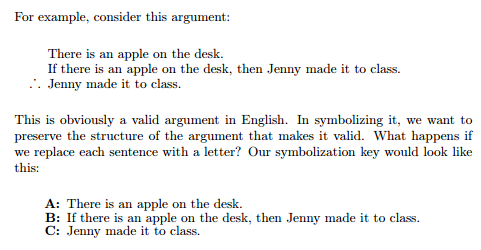 For example, consider this argument:
There is an apple on the desk.
If there is an apple on the desk, then Jenny made it to class.
∴ Jenny made it to class.
This is obviously a valid argument in English. In symbolizing it, we want to
preserve the structure of the argument that makes it valid. What happens if
we replace each sentence with a letter? Our symbolization key would look like
this:
A: There is an apple on the desk.
B: If there is an apple on the desk, then Jenny made it to class.
C: Jenny made it to class.